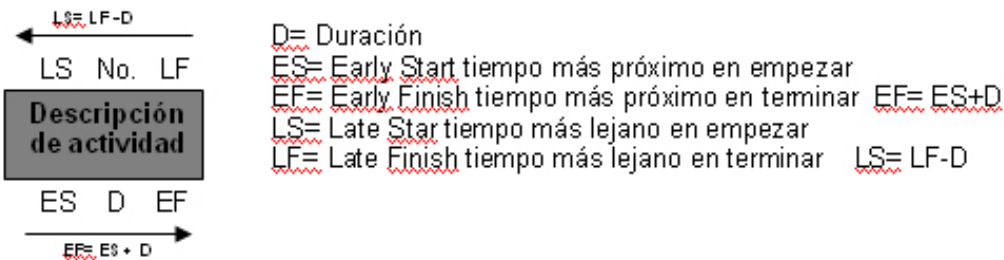 LS= LF-D
LS No. LF
Descripción
de actividad
ES D EF
EF= ES + D
D= Duración
ES= Early Start tiempo más próximo en empezar
EF= Early Finish tiempo más próximo en terminar EF= ES+D
LS= Late Star tiempo más lejano en empezar
LF= Late Finish tiempo más lejano en terminar LS= LF-D